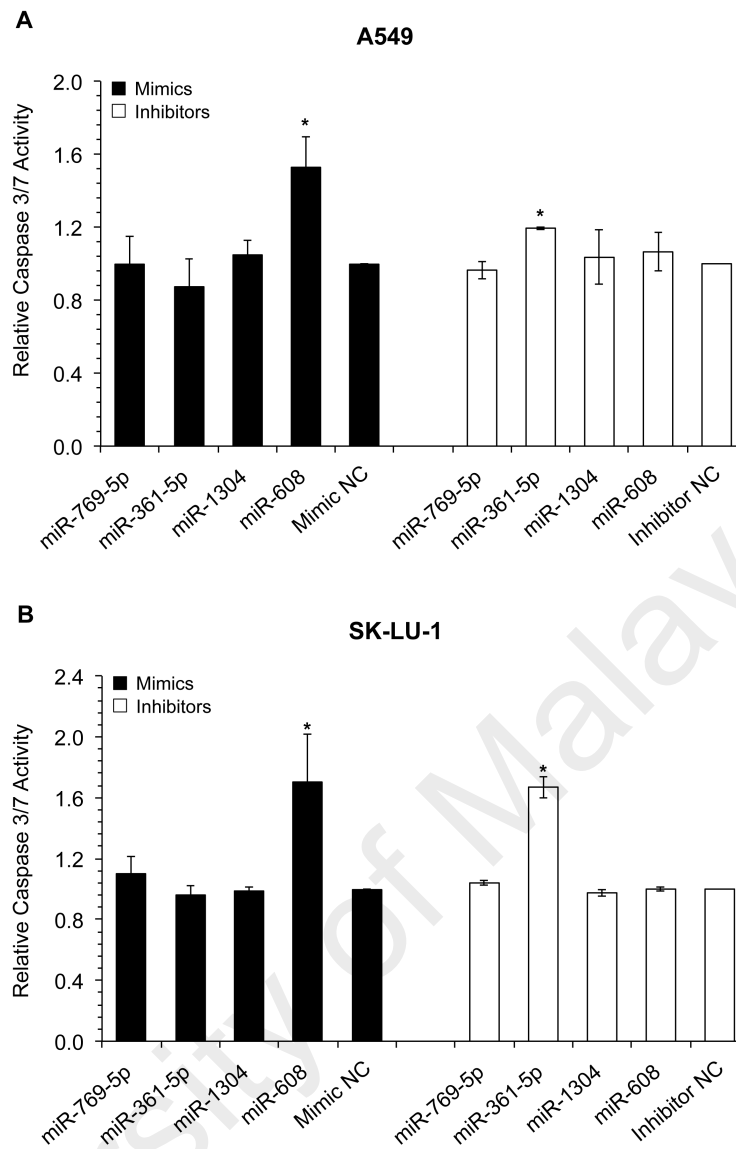 A
A549
Mimics
Inhibitors
Relative Caspase 3/7 Activity
2.0
1.6
1.2
0.8
0.4
0.0
*
*
miR-769-5p
miR-361-5p
miR-1304
miR-608
Mimic NC
miR-769-5p
miR-361-5p
miR-1304
miR-608
Inhibitor NC
B
SK-LU-1
Mimics
Inhibitors
Relative Caspase 3/7 Activity
2.4
2.0
1.6
1.2
0.8
0.4
0.0
*
*
miR-769-5p
miR-361-5p
miR-1304
miR-608
Mimic NC
miR-769-5p
miR-361-5p
miR-1304
miR-608
Inhibitor NC
of